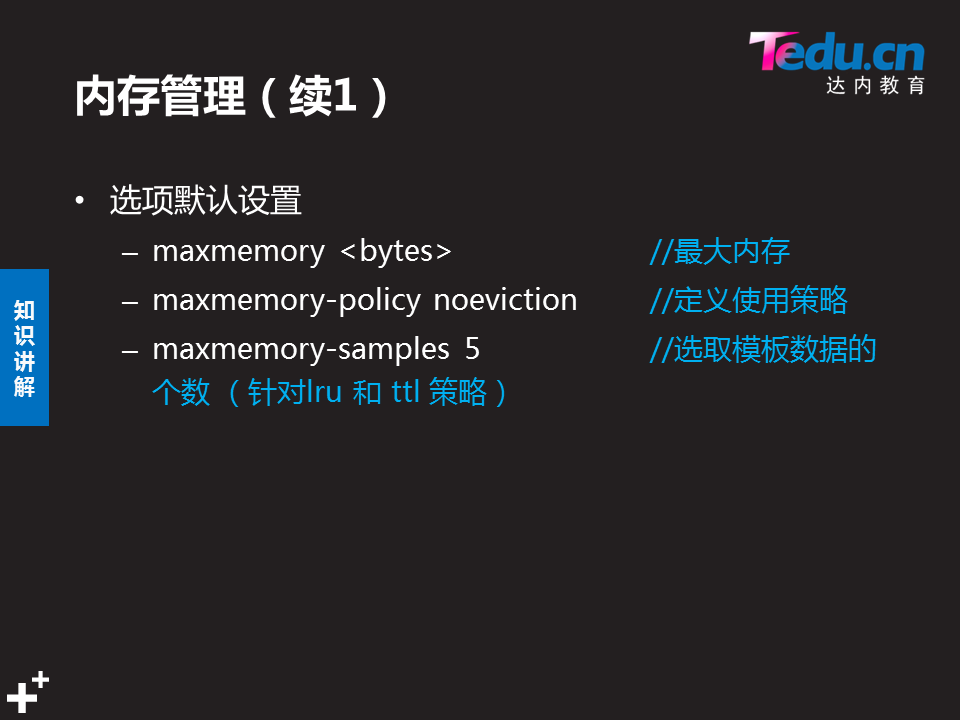 Tedu.cn
达内教育
内存管理（续1）
• 选项默认设置
– maxmemory <bytes> //最大内存
– maxmemory-policy noeviction //定义使用策略
– maxmemory-samples 5 //选取模板数据的
个数 （针对lru 和 ttl 策略）
知
识
讲
解